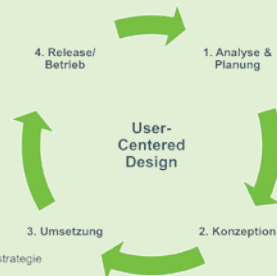 4. Release/
Betrieb
1. Analyse &
Planung
User-
Centered
Design
3. Umsetzung
2. Konzeption
strategie